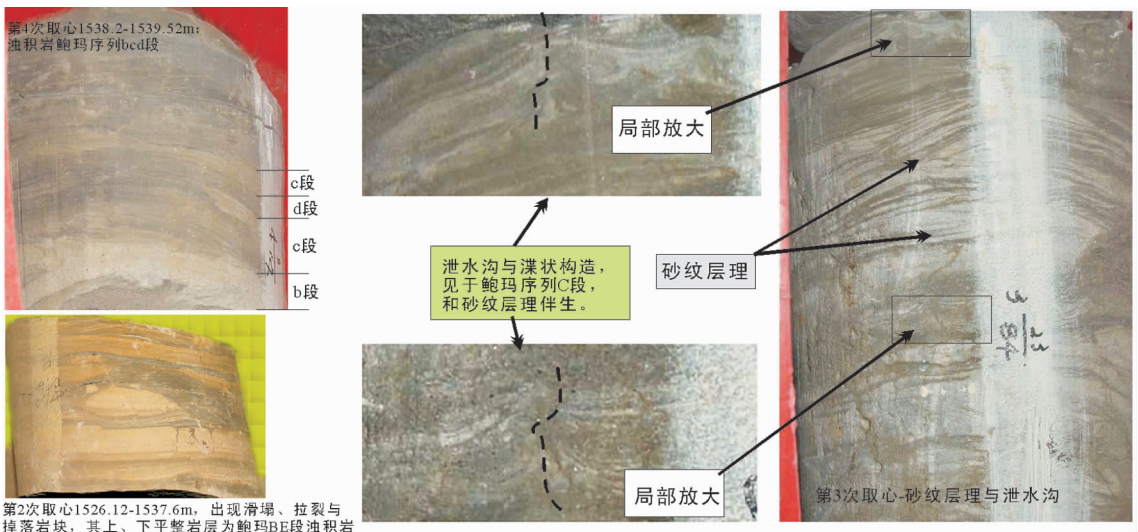 第4次取心1538.2-1539.52m;
浊积岩鲍玛序列bcd段
c段
d段
c段
b段
第2次取心1526.12-1537.6m，出现滑塌、拉裂与
掉落岩块，其上、下平整岩层为鲍玛BE段浊积岩
局部放大
泄水沟与渫状构造，
见于鲍玛序列C段，
和砂纹层理伴生。
局部放大
砂纹层理
第3次取心-砂纹层理与泄水沟